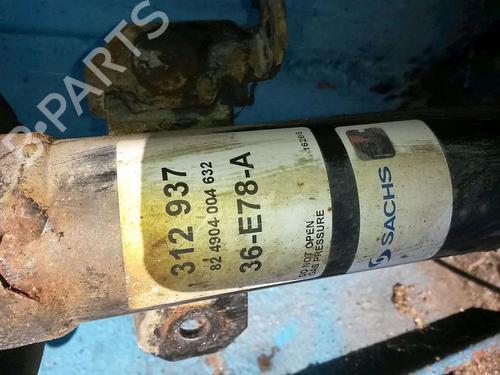 312 937
82 4904 004 632
36-E78-A
DO NOT OPEN
GAS PRESSURE
SACHS
B-PARTS